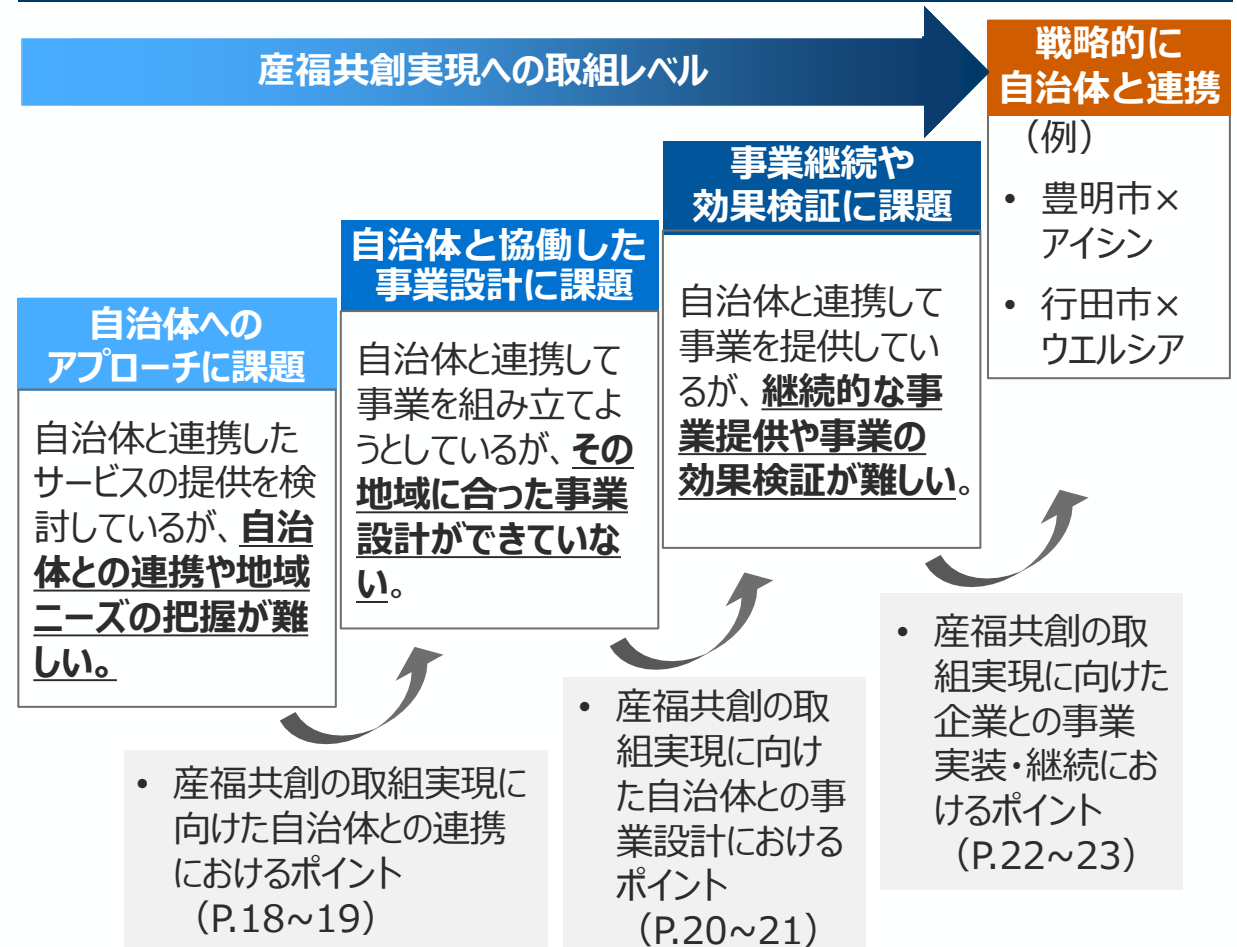 産福共創実現への取組レベル
戦略的に
自治体と連携
（例）
• 豊明市×
アイシン
• 行田市×
ウエルシア
事業継続や
効果検証に課題
自治体と連携して
事業を提供してい
るが、継続的な事
業提供や事業の
効果検証が難しい。
自治体と協働した
事業設計に課題
自治体と連携して
事業を組み立てよ
うとしているが、その
地域に合った事業
設計ができていな
い。
自治体への
アプローチに課題
自治体と連携した
サービスの提供を検
討しているが、自治
体との連携や地域
ニーズの把握が難
しい。
• 産福共創の取組実現に
向けた自治体との連携
におけるポイント
（P.18~19）
• 産福共創の取
組実現に向け
た自治体との事
業設計における
ポイント
（P.20~21）
• 産福共創の取
組実現に向けた
企業との事業
実装・継続にお
けるポイント
（P.22~23）